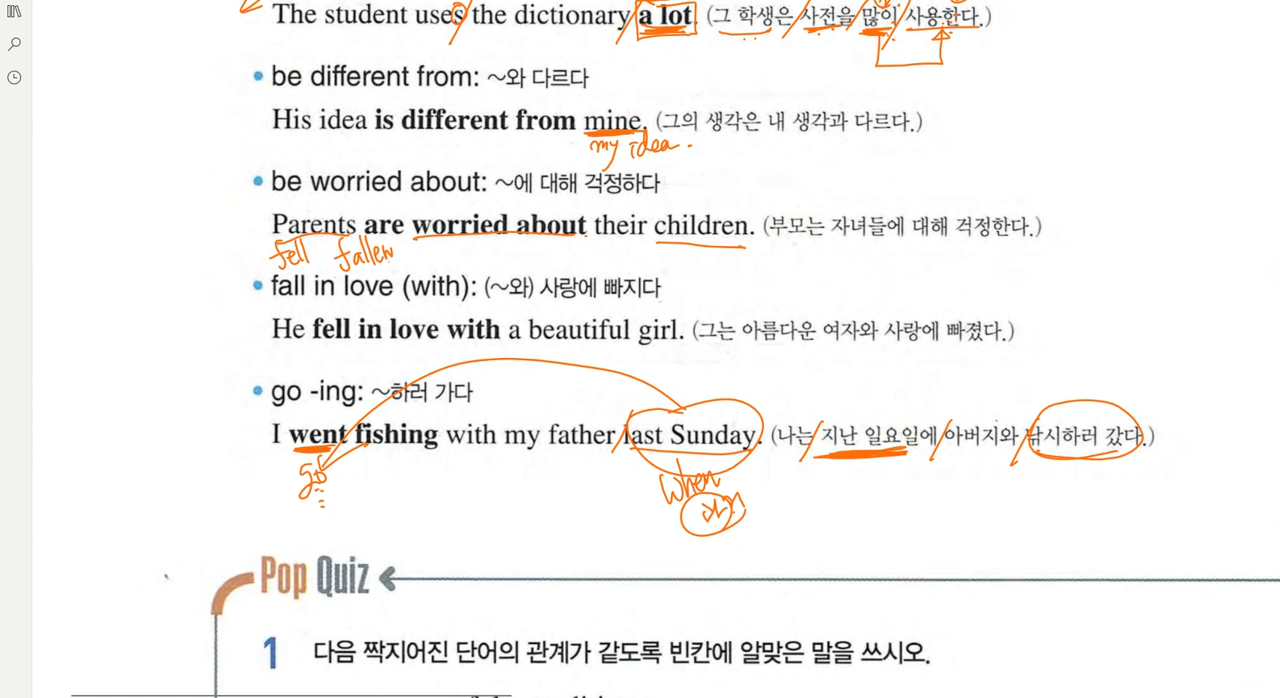 The student uses the dictionary a lot. (그 학생은 사전을 많이 사용한다.)
• be different from: ~와 다르다
His idea is different from mine. (그의 생각은 내 생각과 다르다.)
my idea.
• be worried about: ~에 대해 걱정하다
Parents are worried about their children. (부모는 자녀들에 대해 걱정한다.)
fell fallen
• fall in love (with): (~와) 사랑에 빠지다
He fell in love with a beautiful girl. (그는 아름다운 여자와 사랑에 빠졌다.)
• go -ing: ~하러 가다
I went fishing with my father last Sunday. (나는 지난 일요일에 아버지와 낚시하러 갔다.)
go
when
Pop Quiz
1 다음 짝지어진 단어의 관계가 같도록 빈칸에 알맞은 말을 쓰시오.